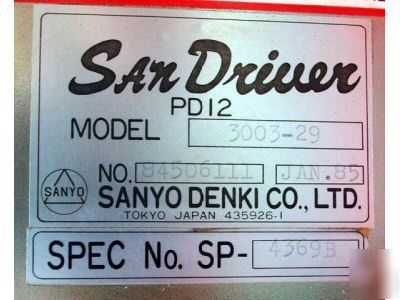 SAN Driver
PD12
MODEL 3003-29
NO. 84506111 JAN. 85
SANYO
SANYO DENKI CO., LTD.
TOKYO JAPAN 435926-1
SPEC No. SP- 4369B